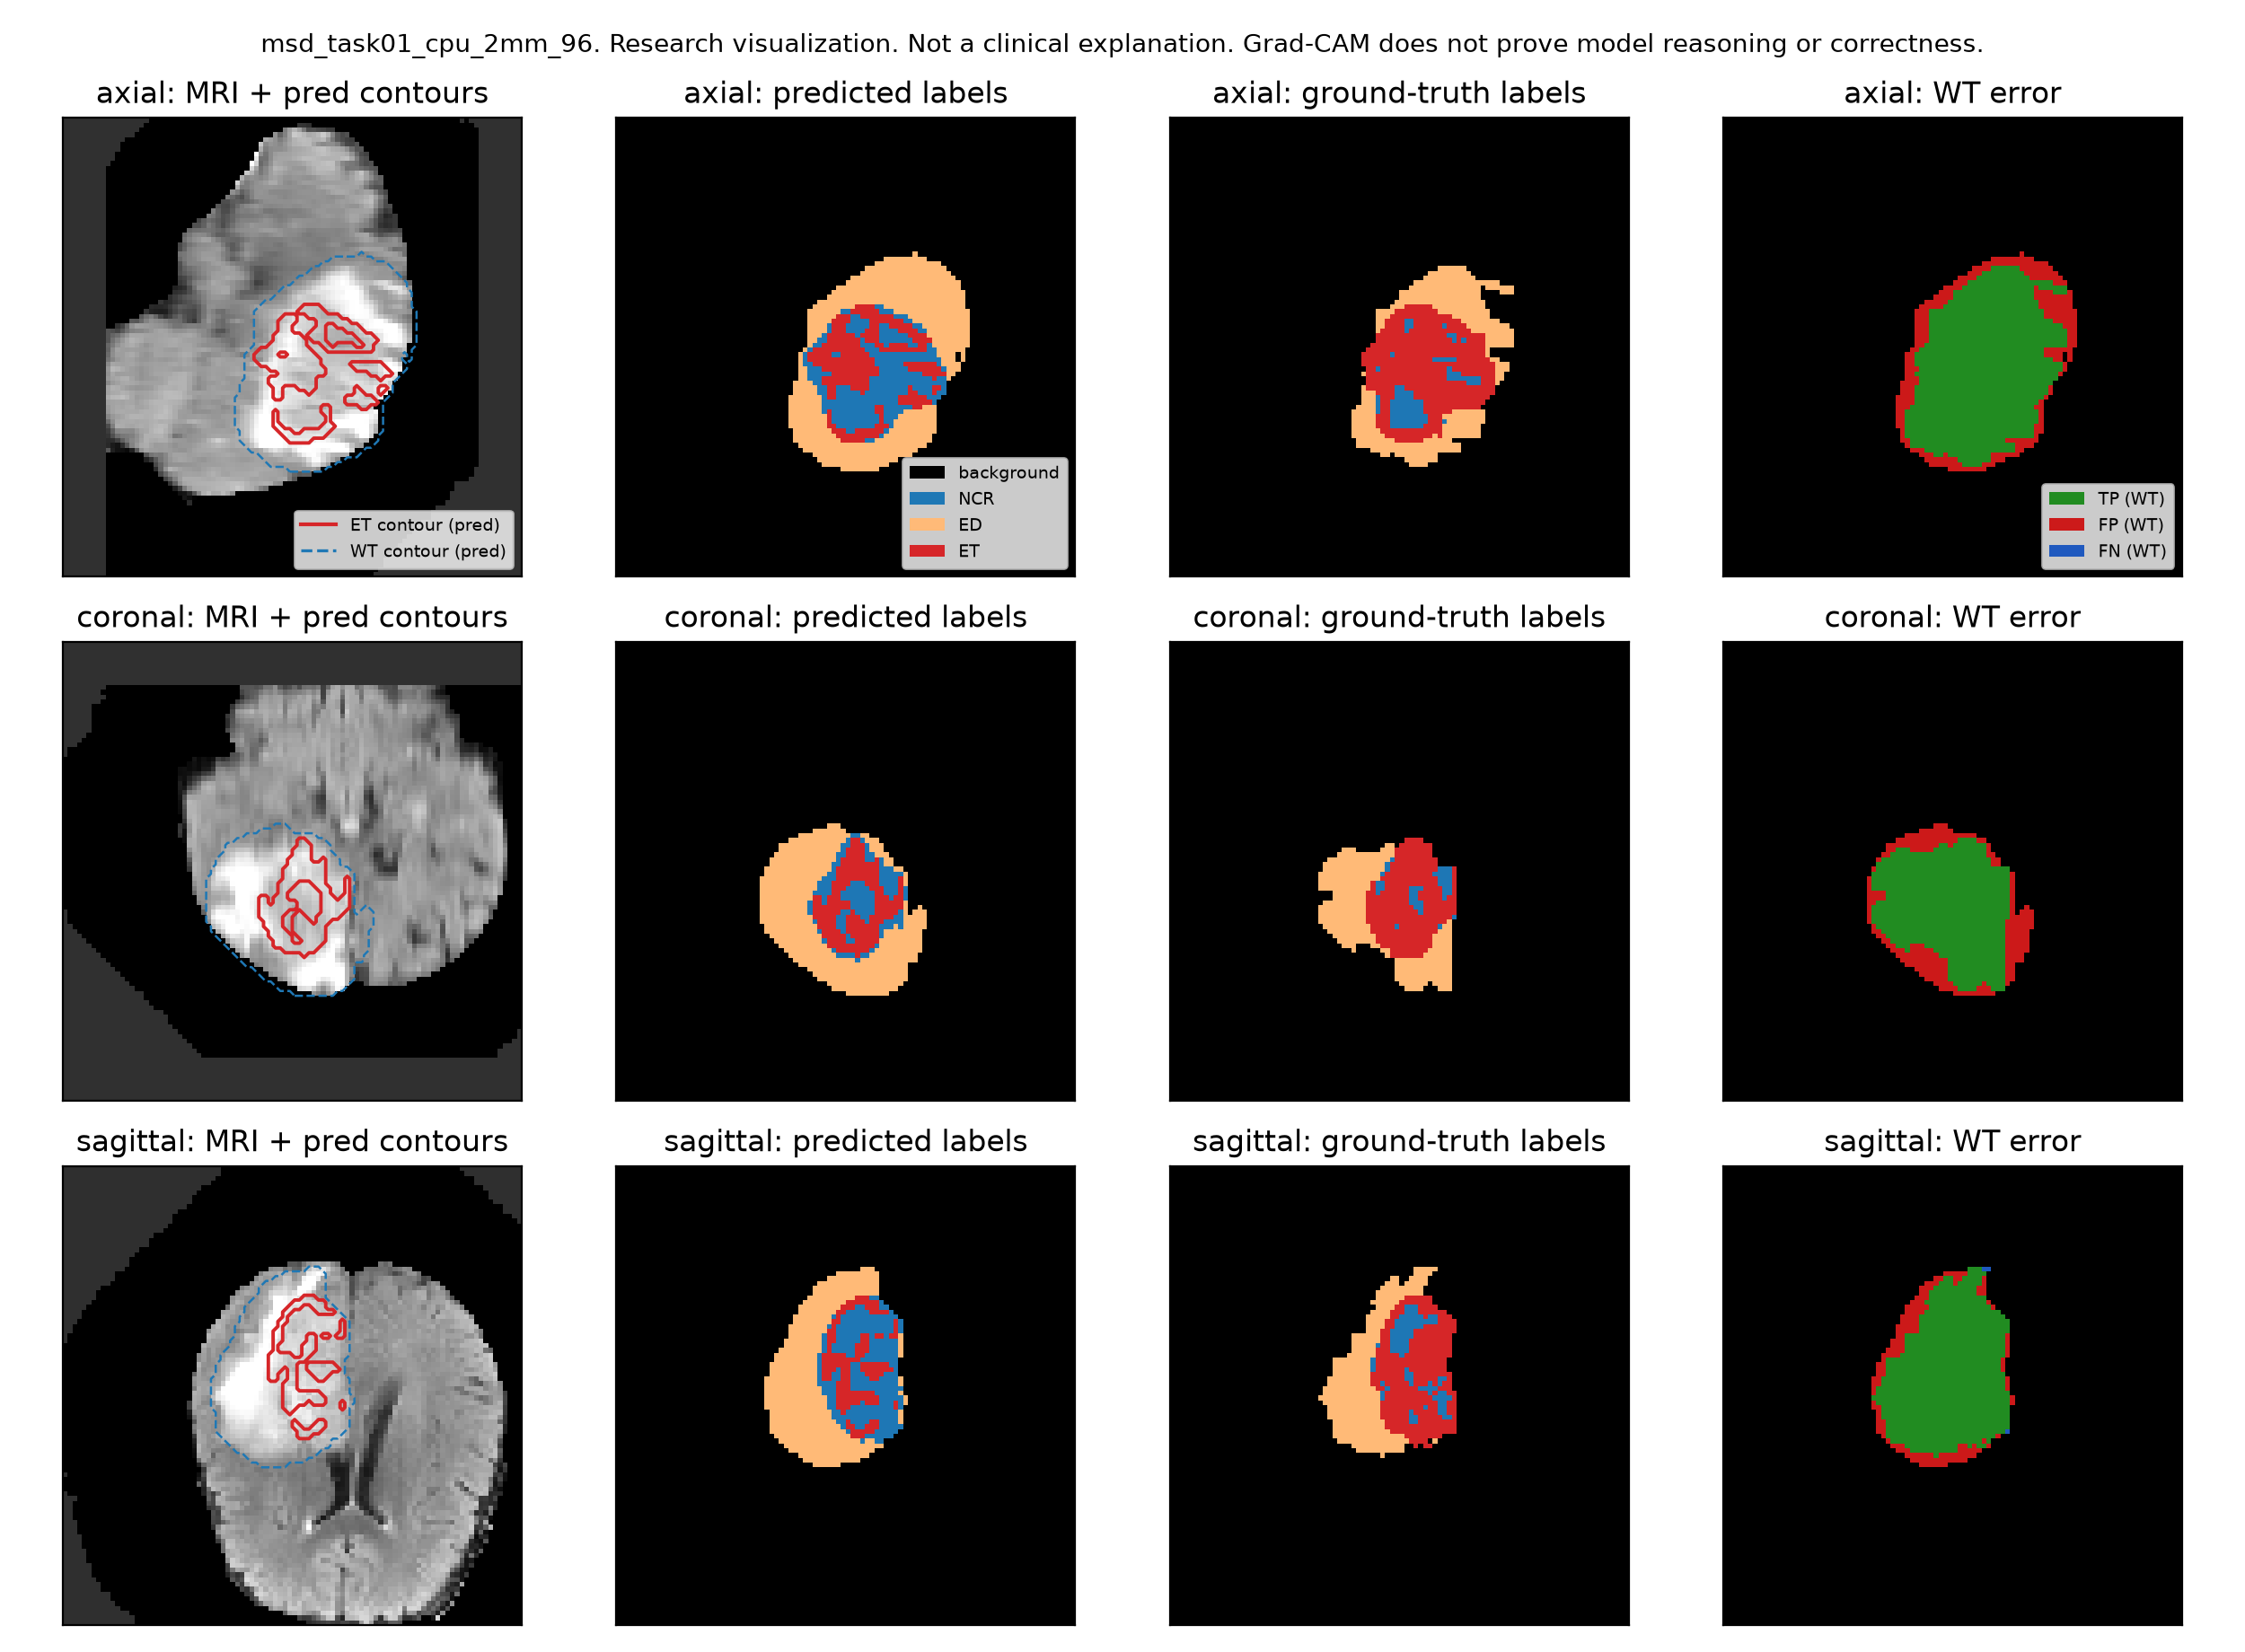 msd_task01_cpu_2mm_96. Research visualization. Not a clinical explanation. Grad-CAM does not prove model reasoning or correctness.
axial: MRI + pred contours
axial: predicted labels
axial: ground-truth labels
axial: WT error
ET contour (pred)
WT contour (pred)
background
NCR
ED
ET
TP (WT)
FP (WT)
FN (WT)
coronal: MRI + pred contours
coronal: predicted labels
coronal: ground-truth labels
coronal: WT error
sagittal: MRI + pred contours
sagittal: predicted labels
sagittal: ground-truth labels
sagittal: WT error